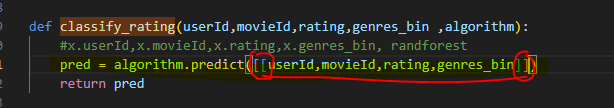 def classify_rating(userId,movieId,rating,genres_bin ,algorithm):
#x.userId,x.movieId,x.rating,x.genres_bin, randforest
pred = algorithm.predict([[userId,movieId,rating,genres_bin]])
return pred